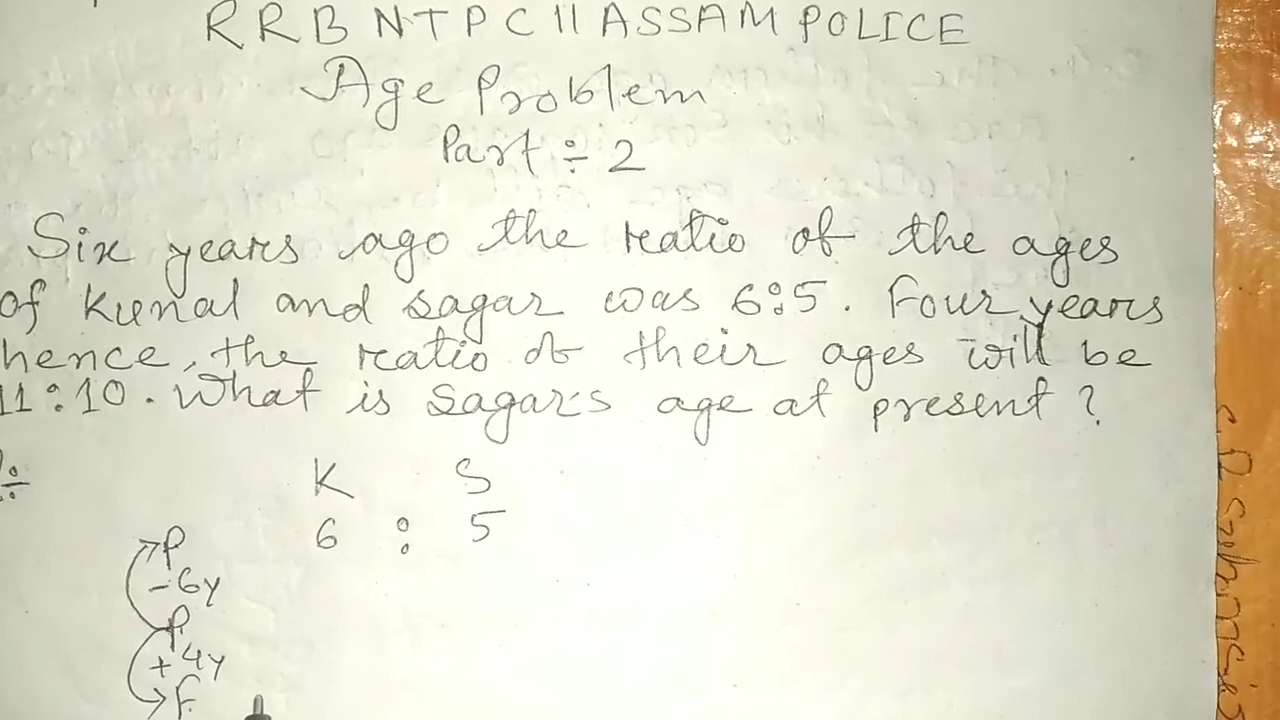 RRB NTPC || ASSAM POLICE
Age Problem
Part ÷ 2
Six years ago the ratio of the ages
of Kunal and sagar was 6:5. Four years
hence, the ratio of their ages will be
11:10. What is Sagar's age at present?
K S
6 : 5
P
-6y
P
+4y
F